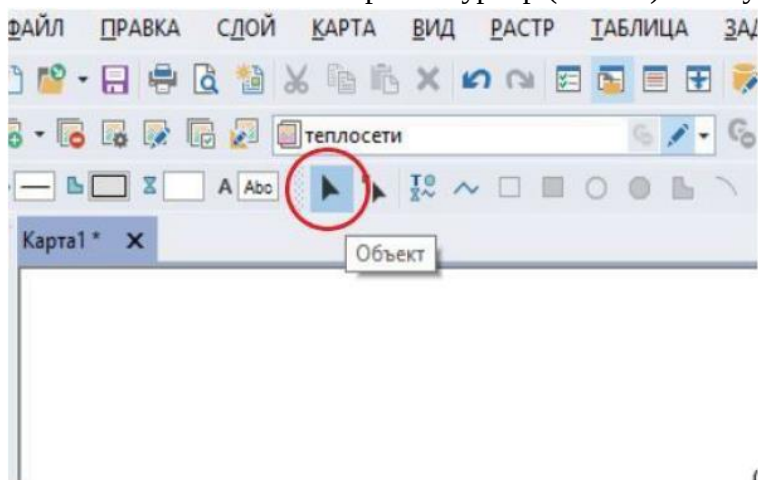 ФАЙЛ ПРАВКА СЛОЙ КАРТА ВИД РАСТР ТАБЛИЦА
теплосети
A Abc
Карта1* X
Объект